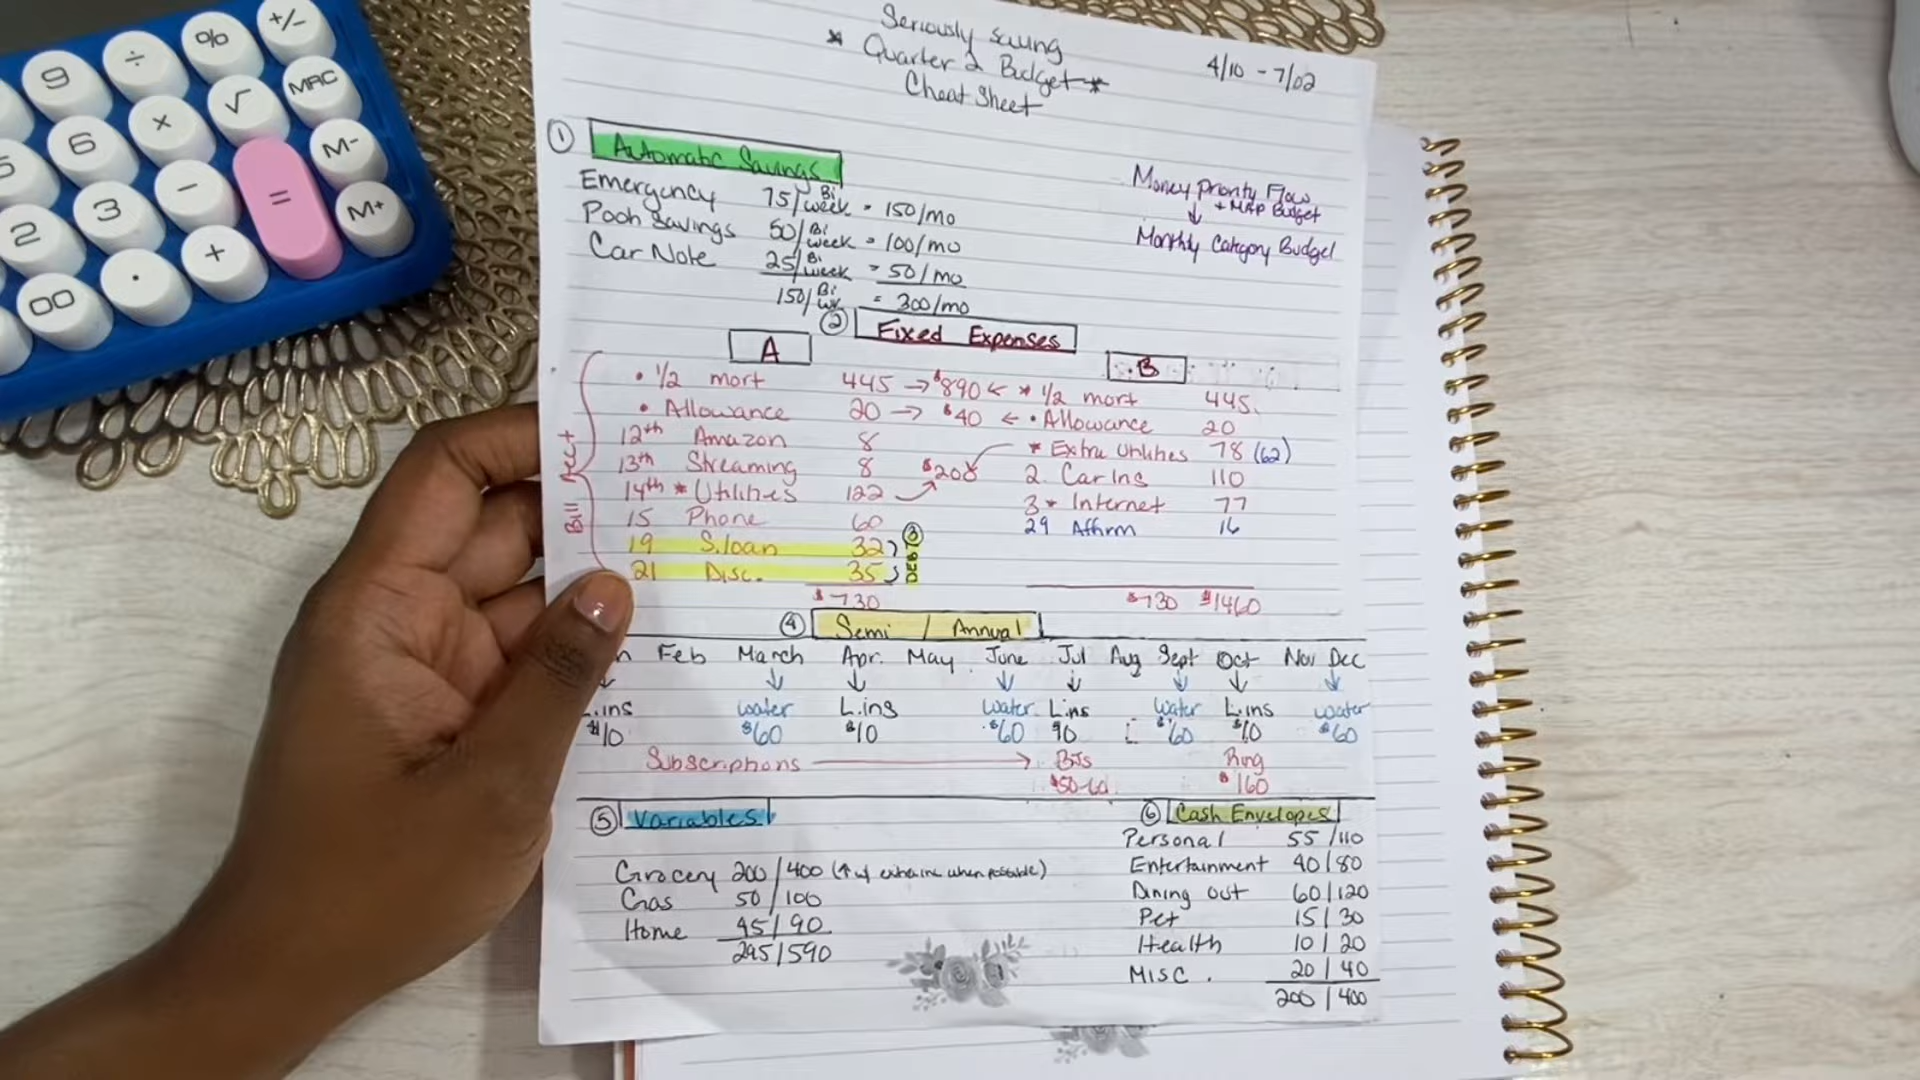 Seriously saving
* Quarter 2 Budget *
Cheat Sheet
4/10 - 7/02
① Automatic Savings
Emergency 75/Bi week = 150/mo
Pooh Savings 50/Bi week = 100/mo
Car Note 25/Bi week = 50/mo
150/Bi wk = 300/mo
Money Priority Flow
+ MAP Budget
↓
Monthly Category Budget
② Fixed Expenses
A
B
Bill Acct
• 1/2 mort 445 → $890 ← * 1/2 mort 445
• Allowance 20 → $40 ← • Allowance 20
12th Amazon 8
* Extra Utilities 78 (62)
13th Streaming 8
$200
2. Car Ins 110
14th * Utilities 122
3 * Internet 77
15 Phone 60
29 Affirm 16
19 S.loan 32
21 Disc. 35
③ DEBT
$730
$730 $1460
④ Semi / Annual
n Feb March Apr. May June Jul Aug Sept Oct Nov Dec
L.ins water L.ins water L.ins water L.ins water
$10 $60 $10 $60 $10 $60 $10 $60
Subscriptions → BJs Ring
$50-60 $160
⑤ Variables
Grocery 200/400 (↑ w/ extra inc when possible)
Gas 50/100
Home 45/90
295/590
⑥ Cash Envelopes
Personal 55/110
Entertainment 40/80
Dining out 60/120
Pet 15/30
Health 10/20
Misc. 20/40
200/400
9 ÷ % +/-
5 6 × √ MRC
2 3 − = M-
00 . + M+